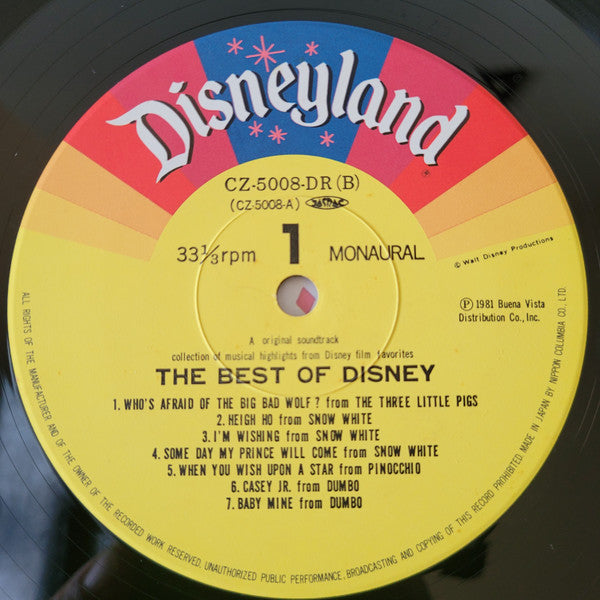 Disneyland
®
CZ-5008-DR(B)
(CZ-5008-A) JASRAC
33⅓rpm 1 MONAURAL
© Walt Disney Productions
Ⓟ 1981 Buena Vista
Distribution Co., Inc.
A original soundtrack
collection of musical highlights from Disney film favorites
THE BEST OF DISNEY
1. WHO'S AFRAID OF THE BIG BAD WOLF? from THE THREE LITTLE PIGS
2. HEIGH HO from SNOW WHITE
3. I'M WISHING from SNOW WHITE
4. SOME DAY MY PRINCE WILL COME from SNOW WHITE
5. WHEN YOU WISH UPON A STAR from PINOCCHIO
6. CASEY JR. from DUMBO
7. BABY MINE from DUMBO
ALL RIGHTS OF THE MANUFACTURER AND OF THE OWNER OF THE RECORDED WORK RESERVED. UNAUTHORIZED PUBLIC PERFORMANCE, BROADCASTING AND COPYING OF THIS RECORD PROHIBITED. MADE IN JAPAN BY NIPPON COLUMBIA CO., LTD.